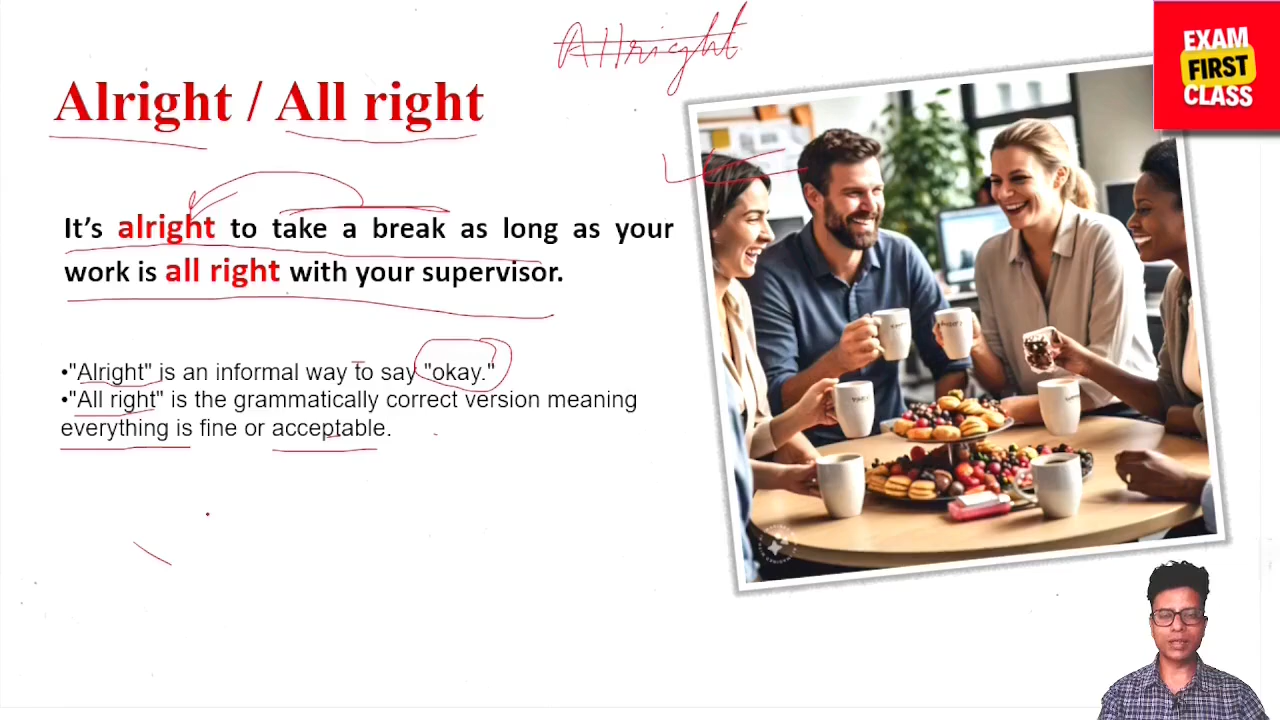 Allright
EXAM
FIRST
CLASS
Alright / All right
It's alright to take a break as long as your
work is all right with your supervisor.
•"Alright" is an informal way to say "okay."
•"All right" is the grammatically correct version meaning
everything is fine or acceptable.